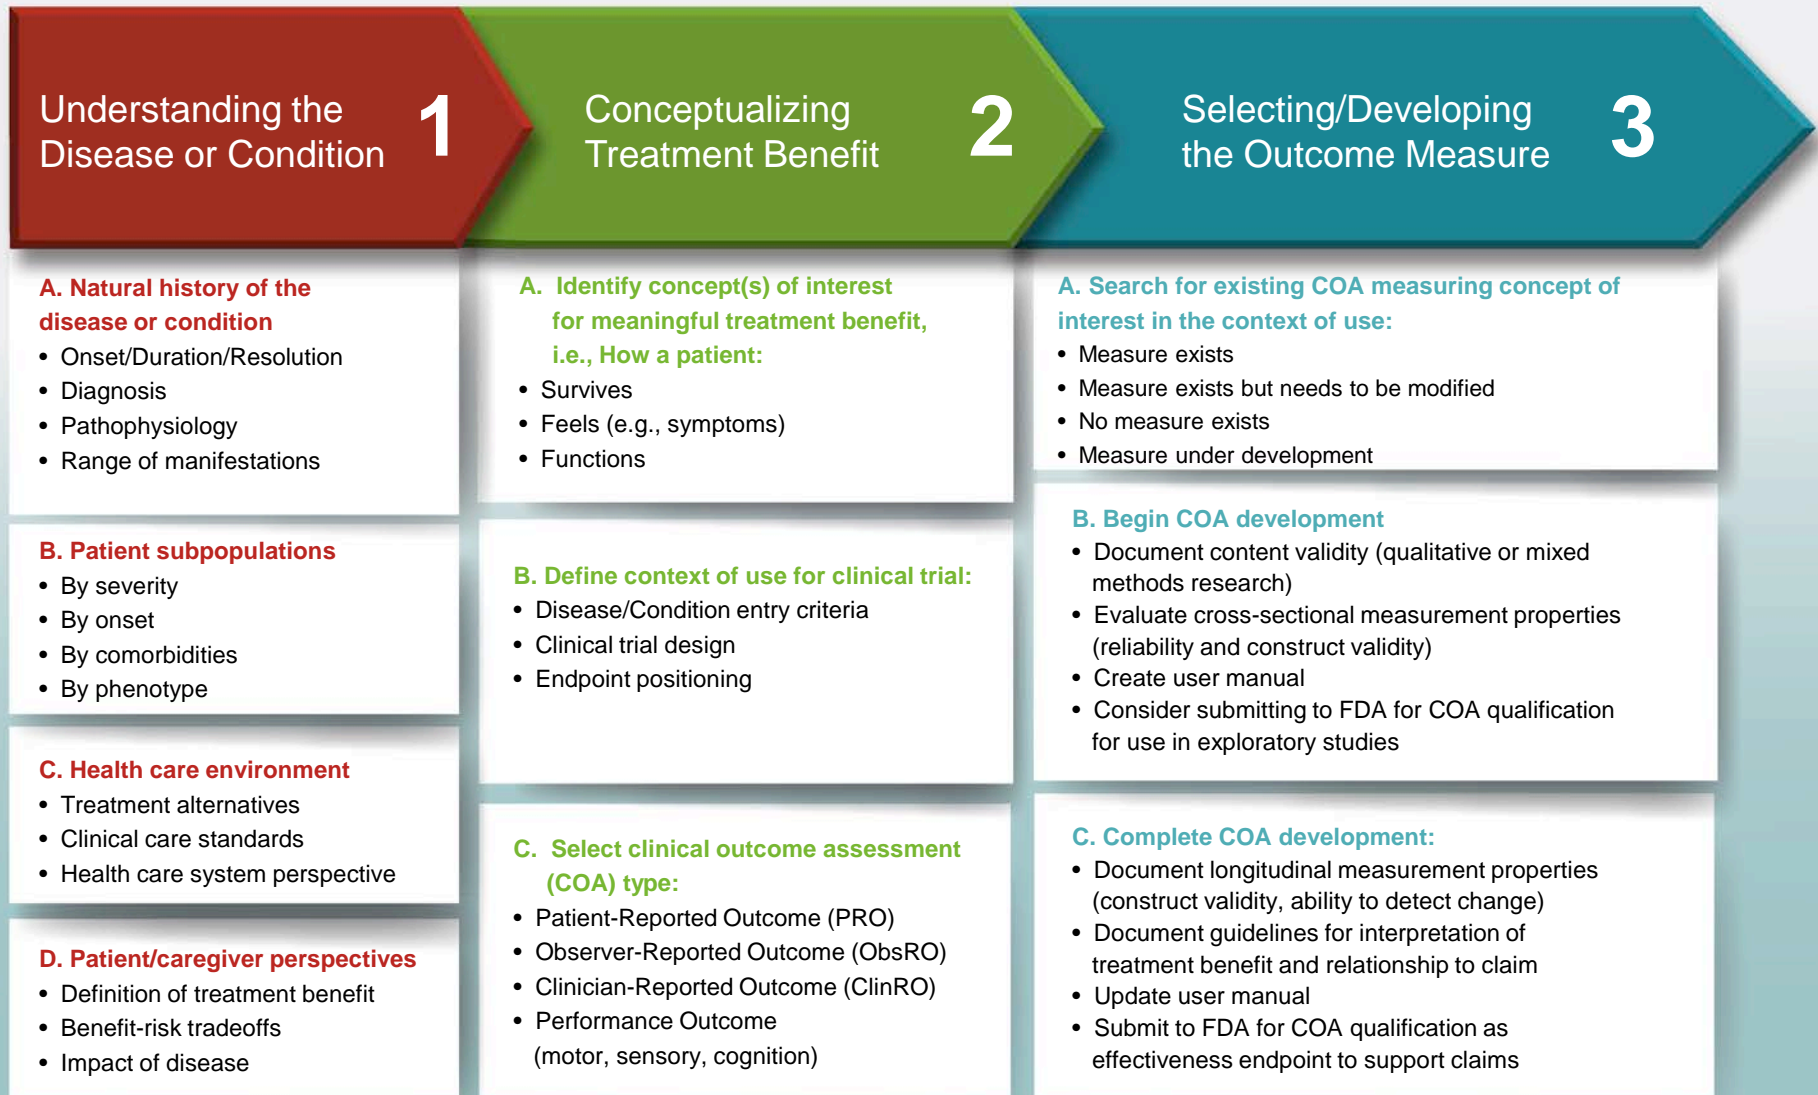 Understanding the
Disease or Condition
1
A. Natural history of the
disease or condition
• Onset/Duration/Resolution
• Diagnosis
• Pathophysiology
• Range of manifestations
B. Patient subpopulations
• By severity
• By onset
• By comorbidities
• By phenotype
C. Health care environment
• Treatment alternatives
• Clinical care standards
• Health care system perspective
D. Patient/caregiver perspectives
• Definition of treatment benefit
• Benefit-risk tradeoffs
• Impact of disease
Conceptualizing
Treatment Benefit
2
A. Identify concept(s) of interest
for meaningful treatment benefit,
i.e., How a patient:
• Survives
• Feels (e.g., symptoms)
• Functions
B. Define context of use for clinical trial:
• Disease/Condition entry criteria
• Clinical trial design
• Endpoint positioning
C. Select clinical outcome assessment
(COA) type:
• Patient-Reported Outcome (PRO)
• Observer-Reported Outcome (ObsRO)
• Clinician-Reported Outcome (ClinRO)
• Performance Outcome
(motor, sensory, cognition)
Selecting/Developing
the Outcome Measure
3
A. Search for existing COA measuring concept of
interest in the context of use:
• Measure exists
• Measure exists but needs to be modified
• No measure exists
• Measure under development
B. Begin COA development
• Document content validity (qualitative or mixed
methods research)
• Evaluate cross-sectional measurement properties
(reliability and construct validity)
• Create user manual
• Consider submitting to FDA for COA qualification
for use in exploratory studies
C. Complete COA development:
• Document longitudinal measurement properties
(construct validity, ability to detect change)
• Document guidelines for interpretation of
treatment benefit and relationship to claim
• Update user manual
• Submit to FDA for COA qualification as
effectiveness endpoint to support claims